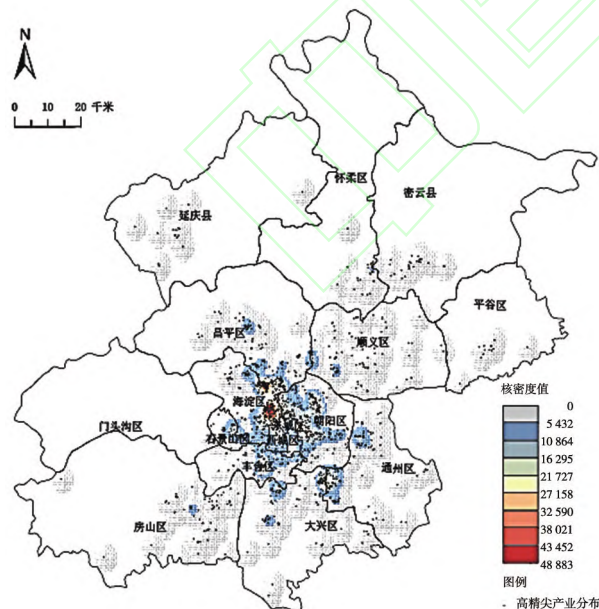 N
0 10 20 千米
怀柔区
密云县
延庆县
平谷区
昌平区
顺义区
海淀区
门头沟区
朝阳区
石景山区
丰台区
通州区
房山区
大兴区
核密度值
0
5 432
10 864
16 295
21 727
27 158
32 590
38 021
43 452
48 883
图例
高精尖产业分布